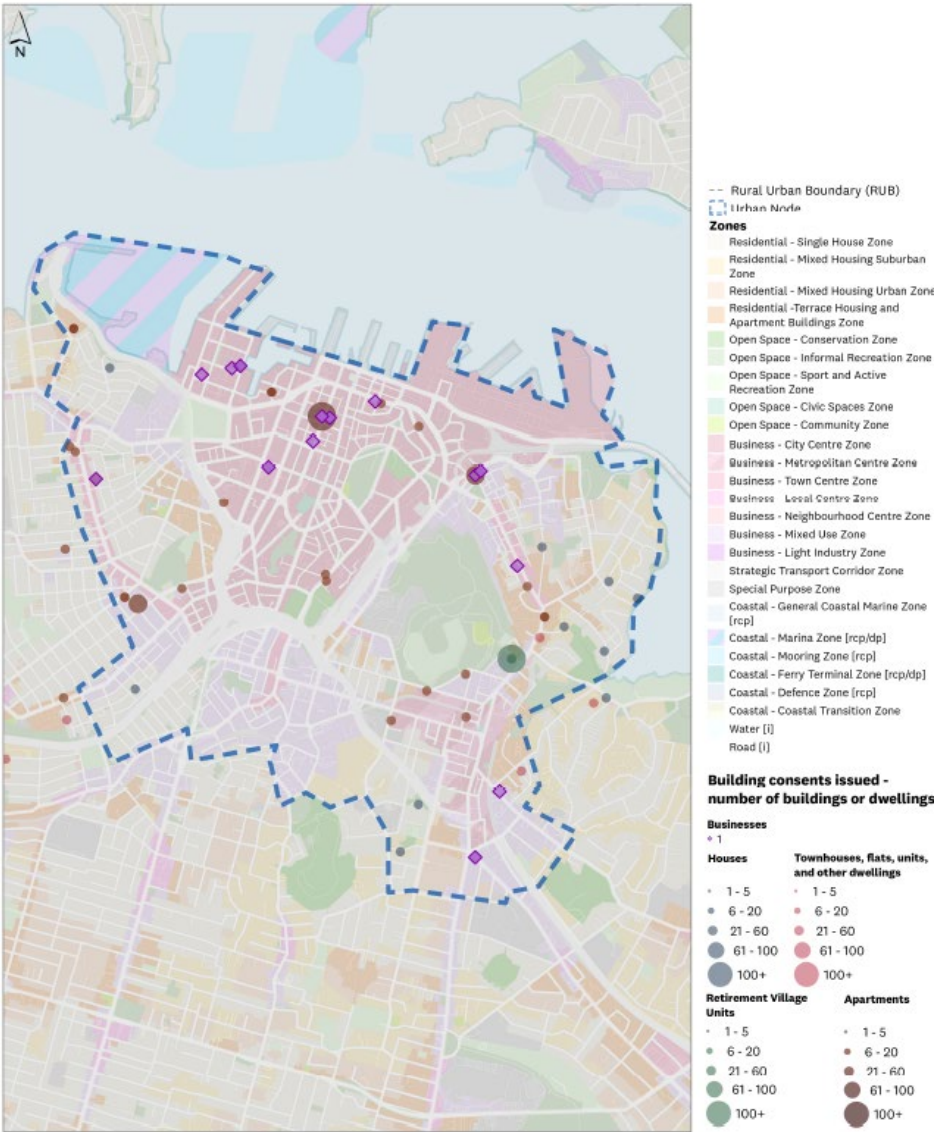 N
Rural Urban Boundary (RUB)
Urban Node
Zones
Residential - Single House Zone
Residential - Mixed Housing Suburban
Zone
Residential - Mixed Housing Urban Zone
Residential -Terrace Housing and
Apartment Buildings Zone
Open Space - Conservation Zone
Open Space - Informal Recreation Zone
Open Space - Sport and Active
Recreation Zone
Open Space - Civic Spaces Zone
Open Space - Community Zone
Business - City Centre Zone
Business - Metropolitan Centre Zone
Business - Town Centre Zone
Business - Local Centre Zone
Business - Neighbourhood Centre Zone
Business - Mixed Use Zone
Business - Light Industry Zone
Strategic Transport Corridor Zone
Special Purpose Zone
Coastal - General Coastal Marine Zone
[rcp]
Coastal - Marina Zone [rcp/dp]
Coastal - Mooring Zone [rcp]
Coastal - Ferry Terminal Zone [rcp/dp]
Coastal - Defence Zone [rcp]
Coastal - Coastal Transition Zone
Water [i]
Road [i]
Building consents issued -
number of buildings or dwellings
Businesses
1
Houses
1 - 5
6 - 20
21 - 60
61 - 100
100+
Townhouses, flats, units,
and other dwellings
1 - 5
6 - 20
21 - 60
61 - 100
100+
Retirement Village
Units
1 - 5
6 - 20
21 - 60
61 - 100
100+
Apartments
1 - 5
6 - 20
21 - 60
61 - 100
100+